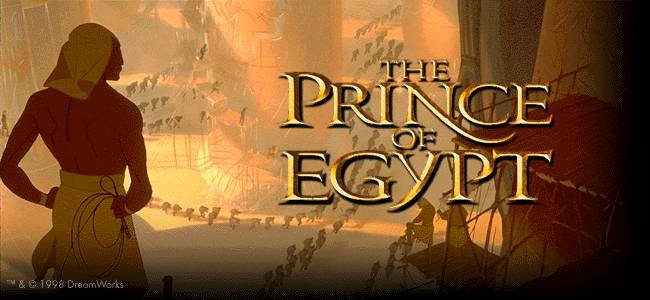 THE
PRINCE
OF
EGYPT
™ & © 1998 DreamWorks